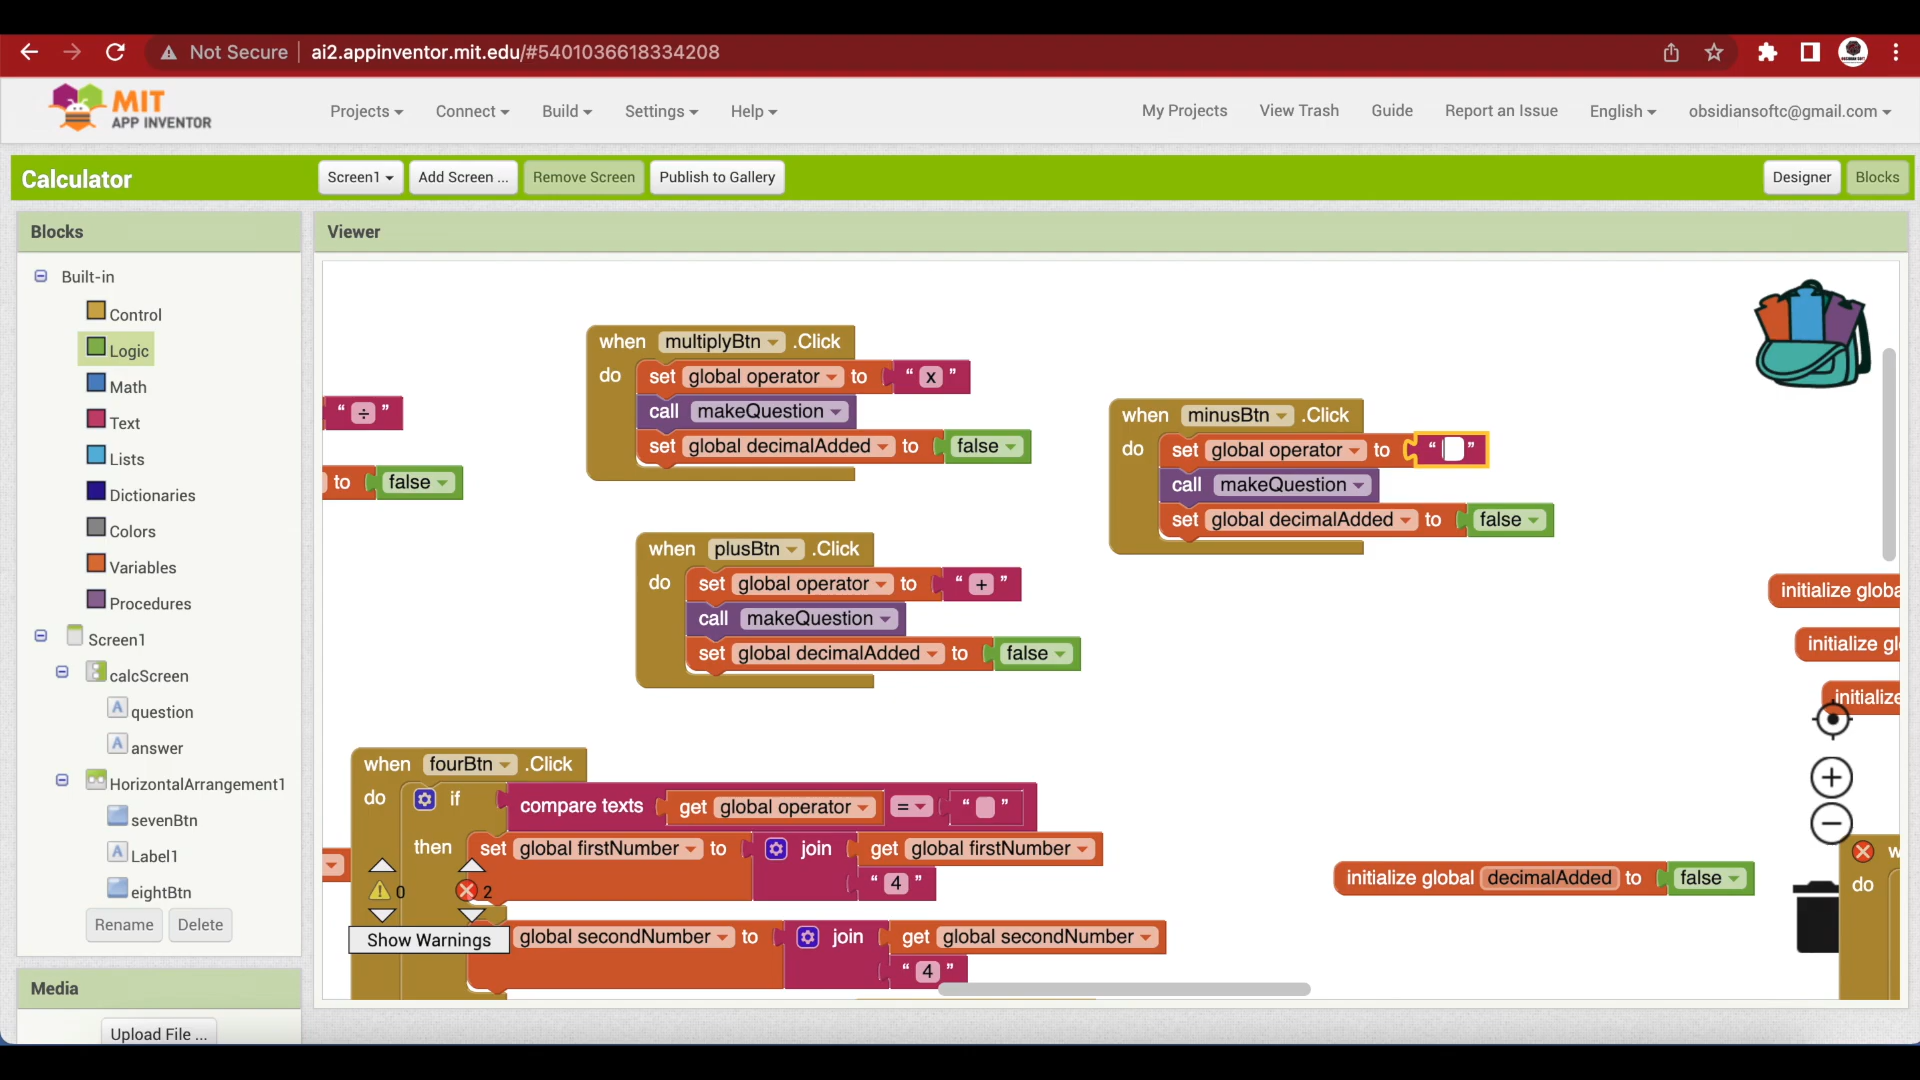 Not Secure | ai2.appinventor.mit.edu/#5401036618334208
MIT
APP INVENTOR
Projects Connect Build Settings Help My Projects View Trash Guide Report an Issue English obsidiansoftc@gmail.com
Calculator Screen1 Add Screen ... Remove Screen Publish to Gallery Designer Blocks
Blocks
Viewer
Built-in
Control
Logic
Math
Text
Lists
Dictionaries
Colors
Variables
Procedures
Screen1
calcScreen
question
answer
HorizontalArrangement1
sevenBtn
Label1
eightBtn
Rename Delete
Media
Upload File ...
“ ÷ ”
to false
when multiplyBtn .Click
do set global operator to “ x ”
call makeQuestion
set global decimalAdded to false
when minusBtn .Click
do set global operator to “ ”
call makeQuestion
set global decimalAdded to false
when plusBtn .Click
do set global operator to “ + ”
call makeQuestion
set global decimalAdded to false
initialize globa
initialize gl
initialize
when fourBtn .Click
do if compare texts get global operator = “ ”
then set global firstNumber to join get global firstNumber
“ 4 ”
0 2
Show Warnings
global secondNumber to join get global secondNumber
“ 4 ”
initialize global decimalAdded to false
do